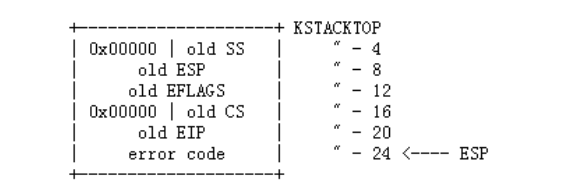 +--------------------+ KSTACKTOP
| 0x00000 | old SS | " - 4
| old ESP | " - 8
| old EFLAGS | " - 12
| 0x00000 | old CS | " - 16
| old EIP | " - 20
| error code | " - 24 <---- ESP
+--------------------+